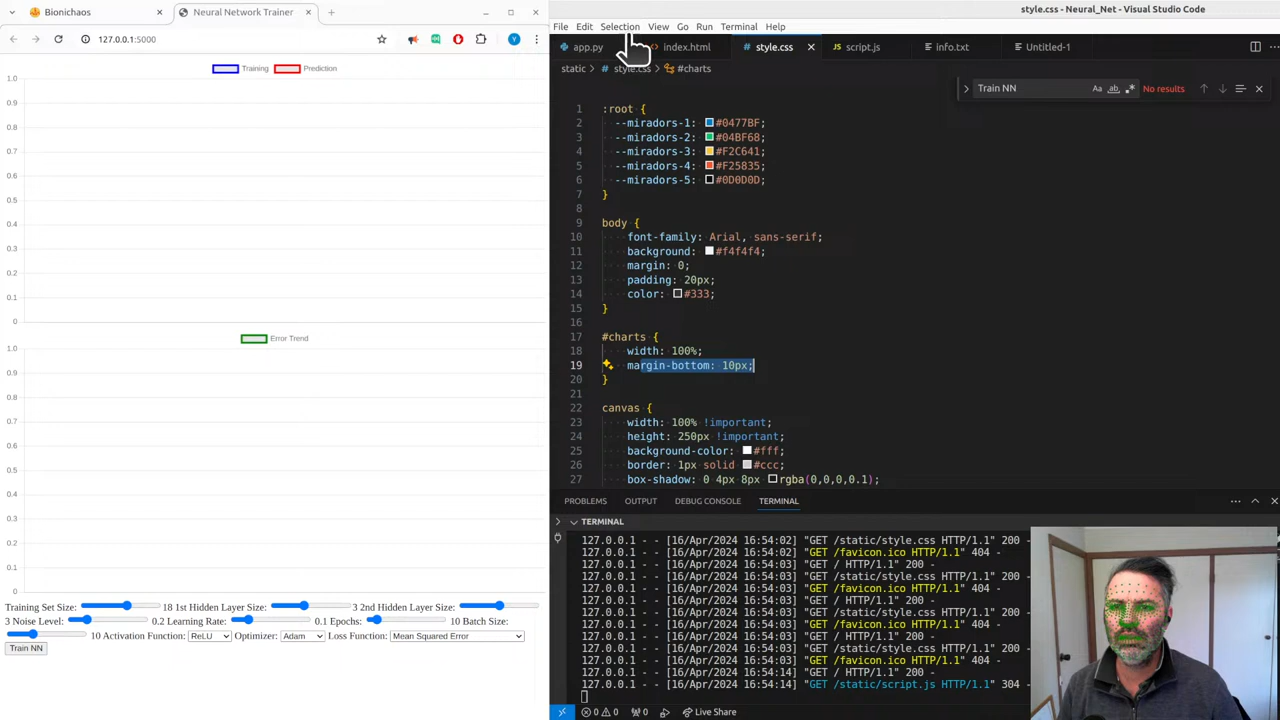 Bionichaos
Neural Network Trainer
127.0.0.1:5000
Y
Training
Prediction
1.0
0.9
0.8
0.7
0.6
0.5
0.4
0.3
0.2
0.1
0
Error Trend
1.0
0.9
0.8
0.7
0.6
0.5
0.4
0.3
0.2
0.1
0
Training Set Size: 18 1st Hidden Layer Size: 3 2nd Hidden Layer Size:
3 Noise Level: 0.2 Learning Rate: 0.1 Epochs: 10 Batch Size:
10 Activation Function: ReLU Optimizer: Adam Loss Function: Mean Squared Error
Train NN
style.css - Neural_Net - Visual Studio Code
File Edit Selection View Go Run Terminal Help
app.py index.html style.css script.js info.txt Untitled-1
static > # style.css > #charts
Train NN Aa ab No results
1 :root {
2 --miradors-1: #0477BF;
3 --miradors-2: #04BF68;
4 --miradors-3: #F2C641;
5 --miradors-4: #F25835;
6 --miradors-5: #0D0D0D;
7 }
8
9 body {
10 font-family: Arial, sans-serif;
11 background: #f4f4f4;
12 margin: 0;
13 padding: 20px;
14 color: #333;
15 }
16
17 #charts {
18 width: 100%;
19 margin-bottom: 10px;
20 }
21
22 canvas {
23 width: 100% !important;
24 height: 250px !important;
25 background-color: #fff;
26 border: 1px solid #ccc;
27 box-shadow: 0 4px 8px rgba(0,0,0,0.1);
PROBLEMS OUTPUT DEBUG CONSOLE TERMINAL
TERMINAL
127.0.0.1 - - [16/Apr/2024 16:54:02] "GET /static/style.css HTTP/1.1" 200 -
127.0.0.1 - - [16/Apr/2024 16:54:02] "GET /favicon.ico HTTP/1.1" 404 -
127.0.0.1 - - [16/Apr/2024 16:54:03] "GET / HTTP/1.1" 200 -
127.0.0.1 - - [16/Apr/2024 16:54:03] "GET /static/style.css HTTP/1.1" 200 -
127.0.0.1 - - [16/Apr/2024 16:54:03] "GET /favicon.ico HTTP/1.1" 404 -
127.0.0.1 - - [16/Apr/2024 16:54:03] "GET / HTTP/1.1" 200 -
127.0.0.1 - - [16/Apr/2024 16:54:03] "GET /static/style.css HTTP/1.1" 200 -
127.0.0.1 - - [16/Apr/2024 16:54:03] "GET /favicon.ico HTTP/1.1" 404 -
127.0.0.1 - - [16/Apr/2024 16:54:03] "GET / HTTP/1.1" 200 -
127.0.0.1 - - [16/Apr/2024 16:54:03] "GET /static/style.css HTTP/1.1" 200 -
127.0.0.1 - - [16/Apr/2024 16:54:03] "GET /favicon.ico HTTP/1.1" 404 -
127.0.0.1 - - [16/Apr/2024 16:54:14] "GET / HTTP/1.1" 200 -
127.0.0.1 - - [16/Apr/2024 16:54:14] "GET /static/script.js HTTP/1.1" 304 -
0 0 0 Live Share